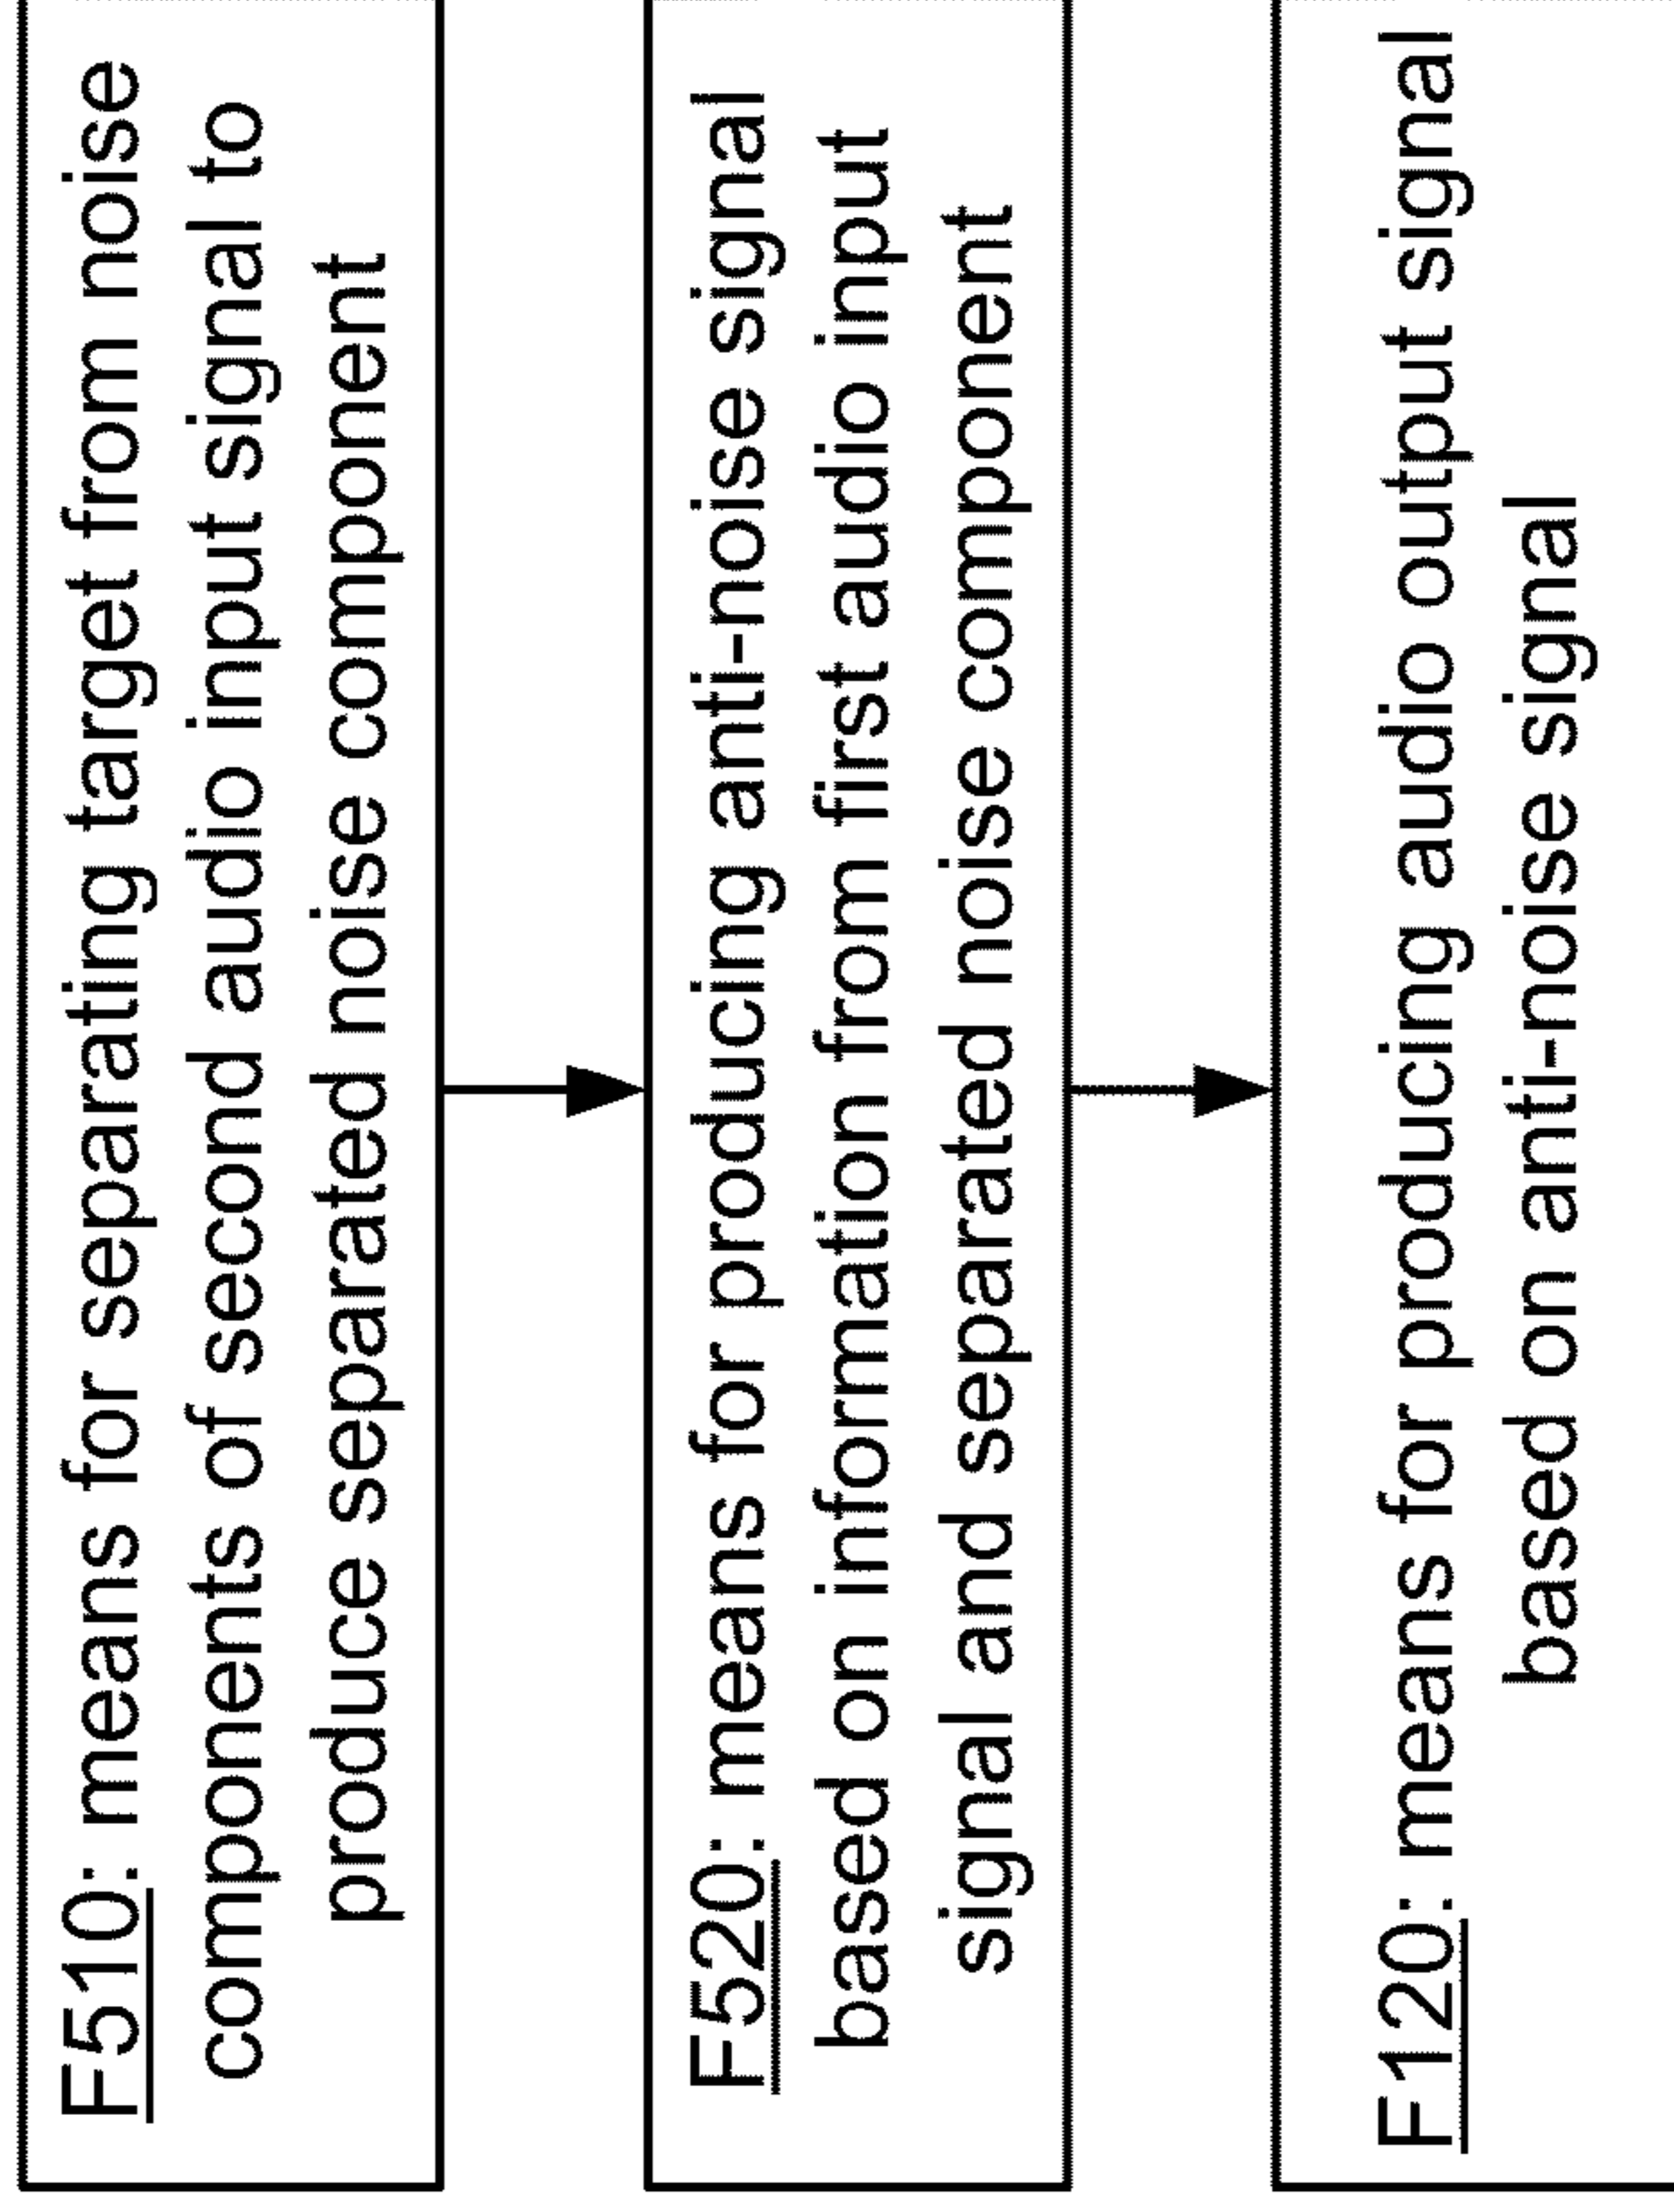 F510: means for separating target from noise
components of second audio input signal to
produce separated noise component
F520: means for producing anti-noise signal
based on information from first audio input
signal and separated noise component
F120: means for producing audio output signal
based on anti-noise signal